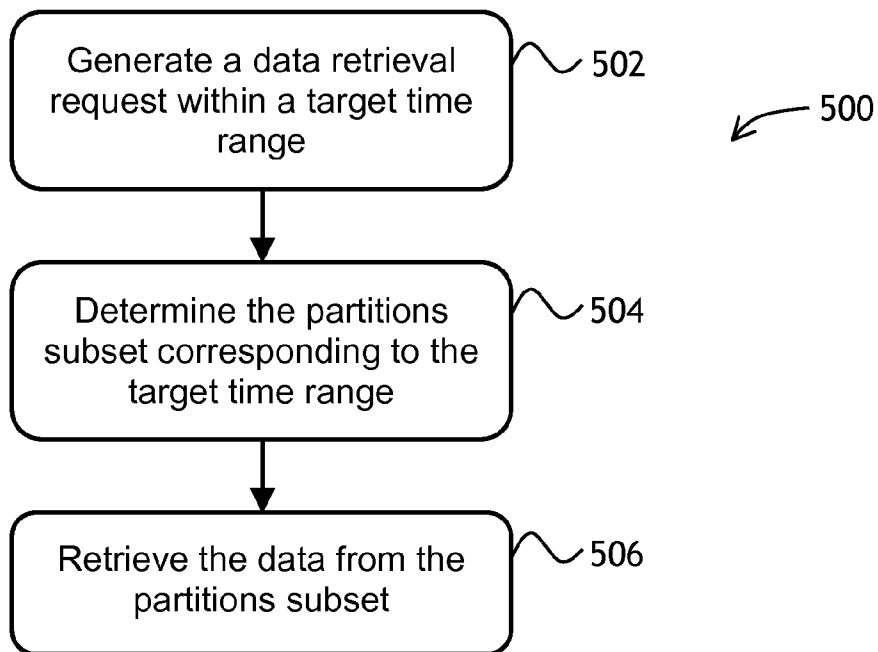 Generate a data retrieval
request within a target time
range
502
500
Determine the partitions
subset corresponding to the
target time range
504
Retrieve the data from the
partitions subset
506